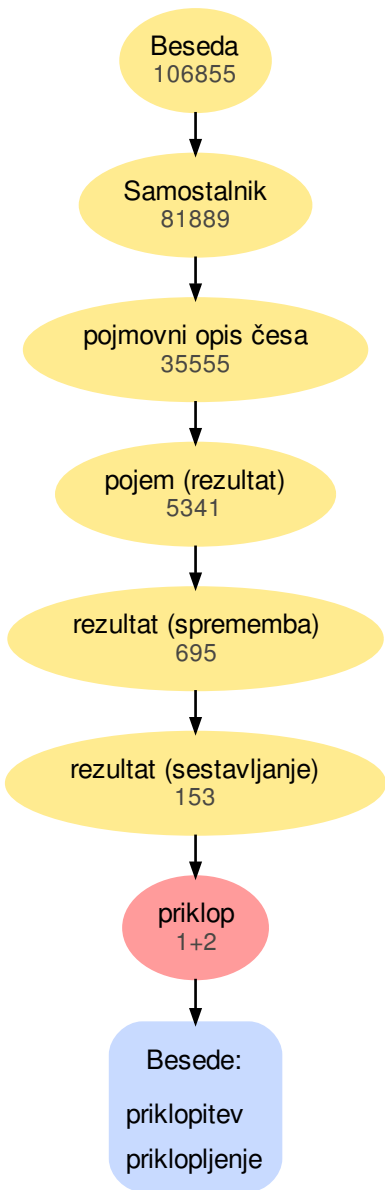 Beseda
106855
Samostalnik
81889
pojmovni opis česa
35555
pojem (rezultat)
5341
rezultat (sprememba)
695
rezultat (sestavljanje)
153
priklop
1+2
Besede:
priklopitev
priklopljenje